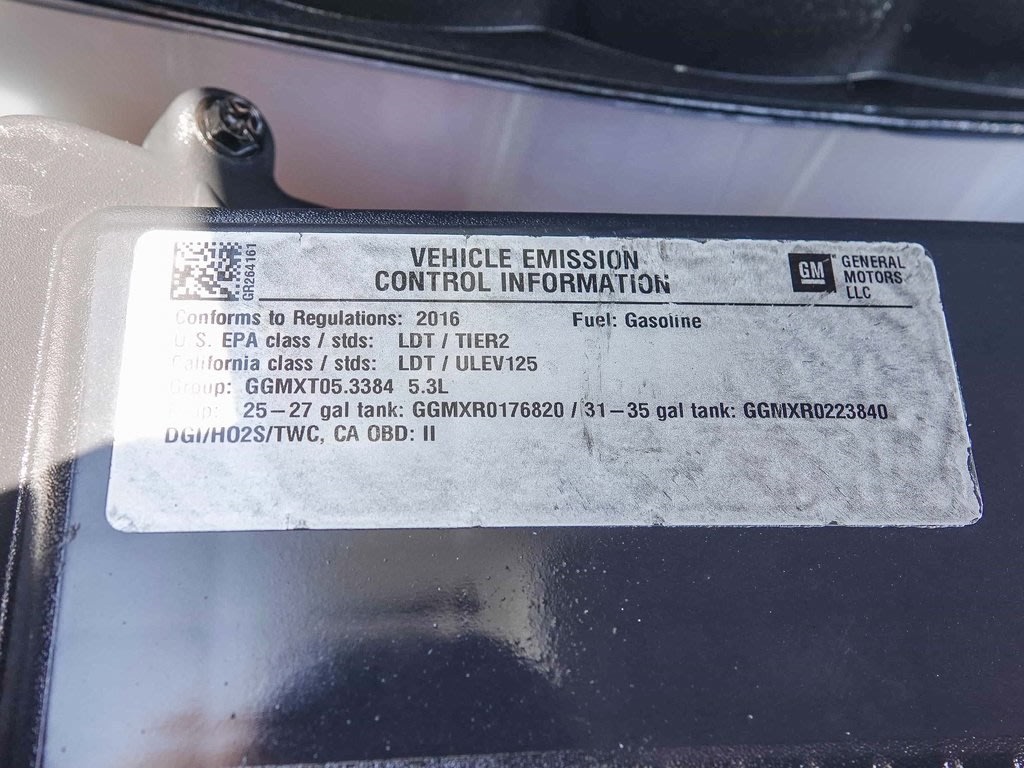 GR264161
VEHICLE EMISSION
CONTROL INFORMATION
GM
GENERAL
MOTORS
LLC
Conforms to Regulations: 2016 Fuel: Gasoline
U.S. EPA class / stds: LDT / TIER2
California class / stds: LDT / ULEV125
Group: GGMXT05.3384 5.3L
25-27 gal tank: GGMXR0176820 / 31-35 gal tank: GGMXR0223840
DGI/HO2S/TWC, CA OBD: II